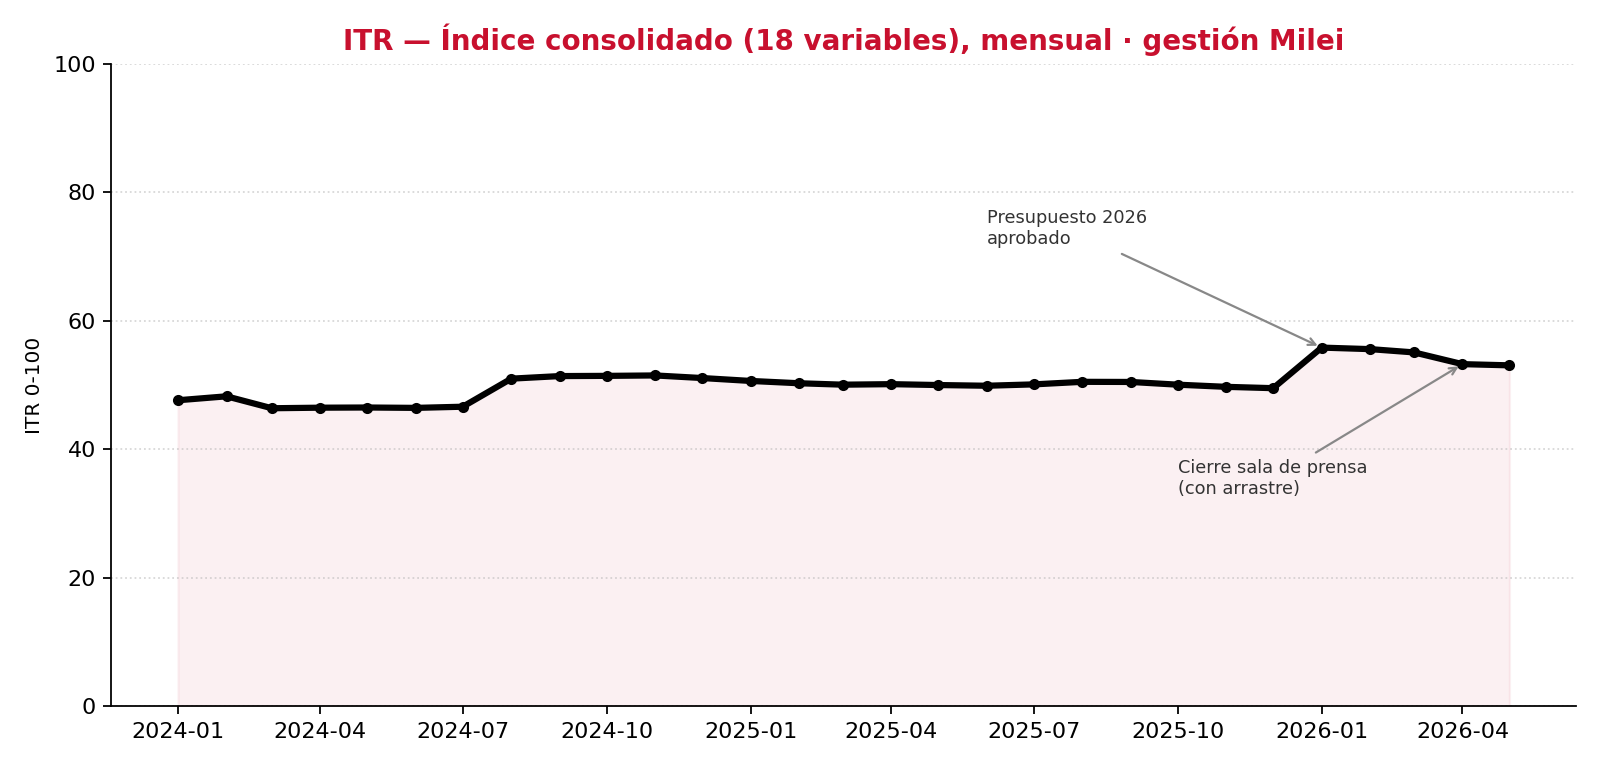 ITR — Índice consolidado (18 variables), mensual · gestión Milei
100
80
60
40
20
0
ITR 0-100
Presupuesto 2026
aprobado
Cierre sala de prensa
(con arrastre)
2024-01
2024-04
2024-07
2024-10
2025-01
2025-04
2025-07
2025-10
2026-01
2026-04